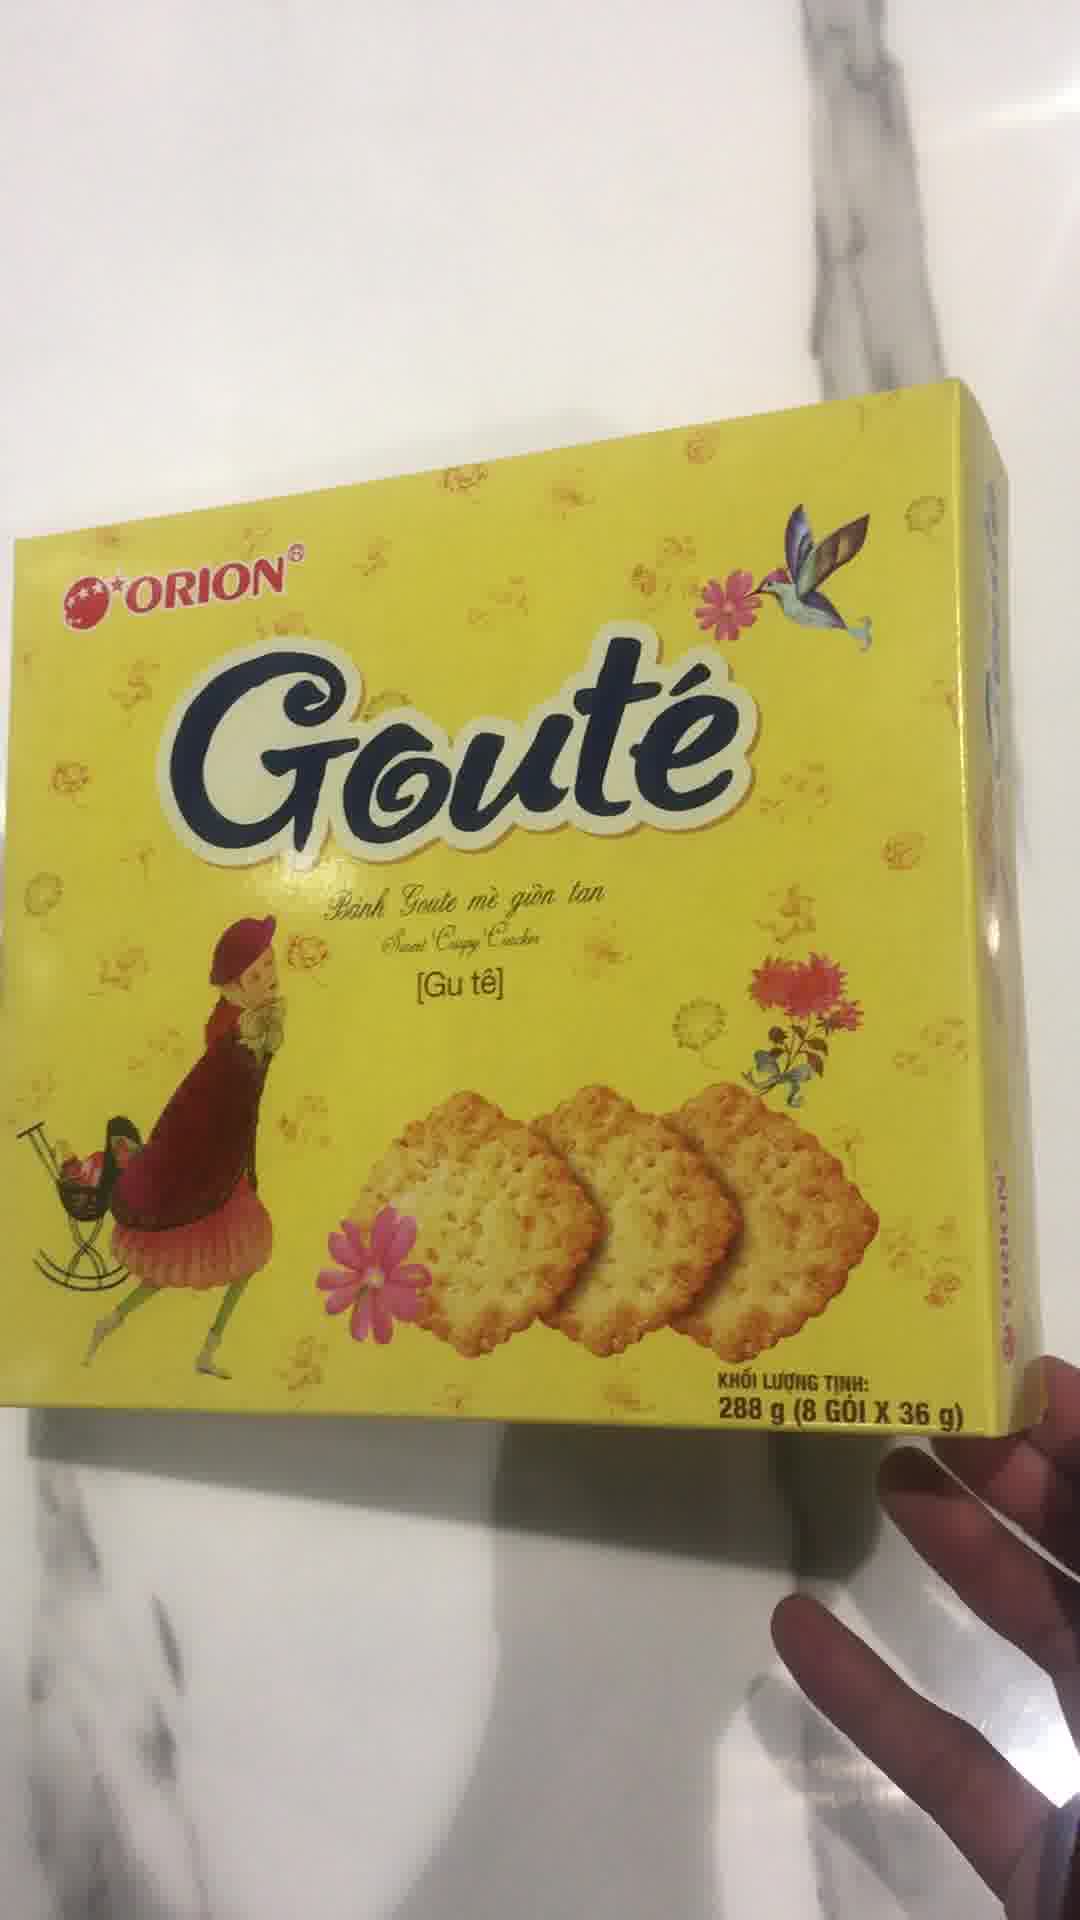 ORION®
Gouté
Bánh Goute mè giòn tan
Sweet Crispy Cracker
[Gu tê]
KHỐI LƯỢNG TỊNH:
288 g (8 GÓI X 36 g)